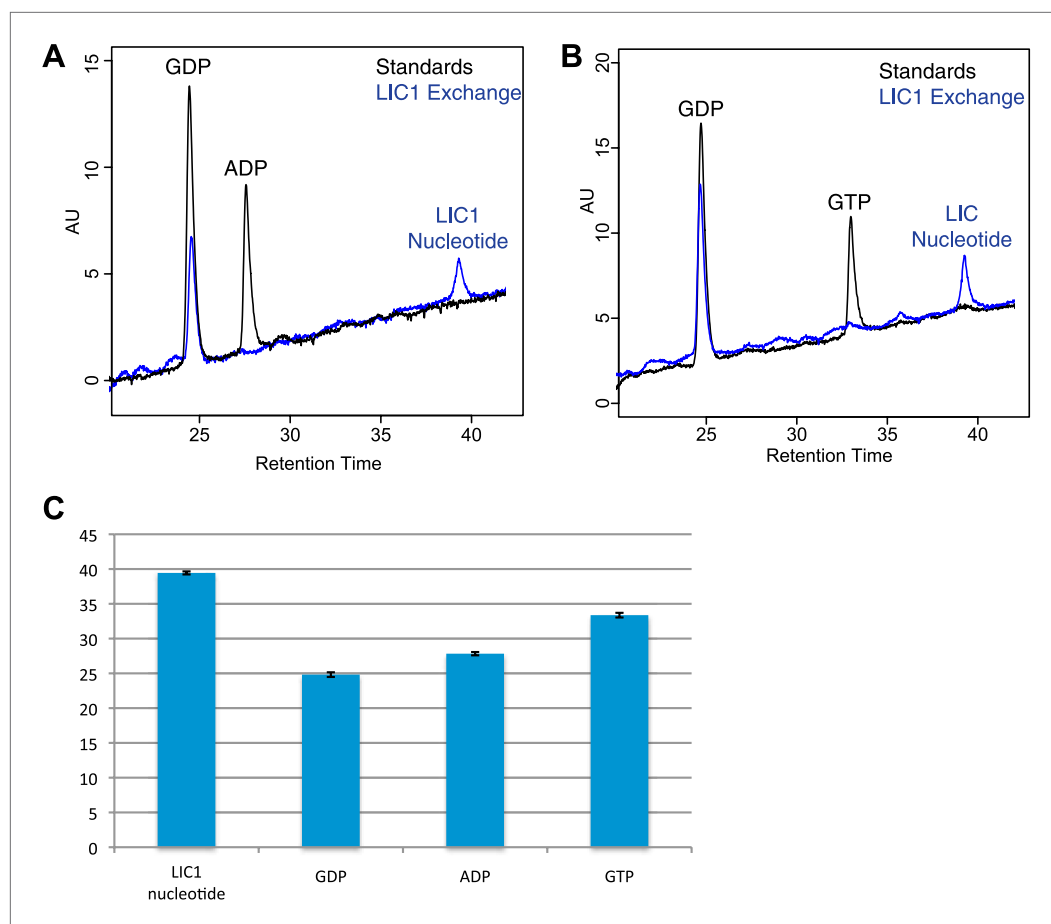 A
15
10
5
0
AU
GDP
ADP
Standards
LIC1 Exchange
LIC1
Nucleotide
25
30
35
40
Retention Time
B
20
15
10
5
0
AU
GDP
GTP
Standards
LIC1 Exchange
LIC
Nucleotide
25
30
35
40
Retention Time
C
45
40
35
30
25
20
15
10
5
0
LIC1
nucleotide
GDP
ADP
GTP